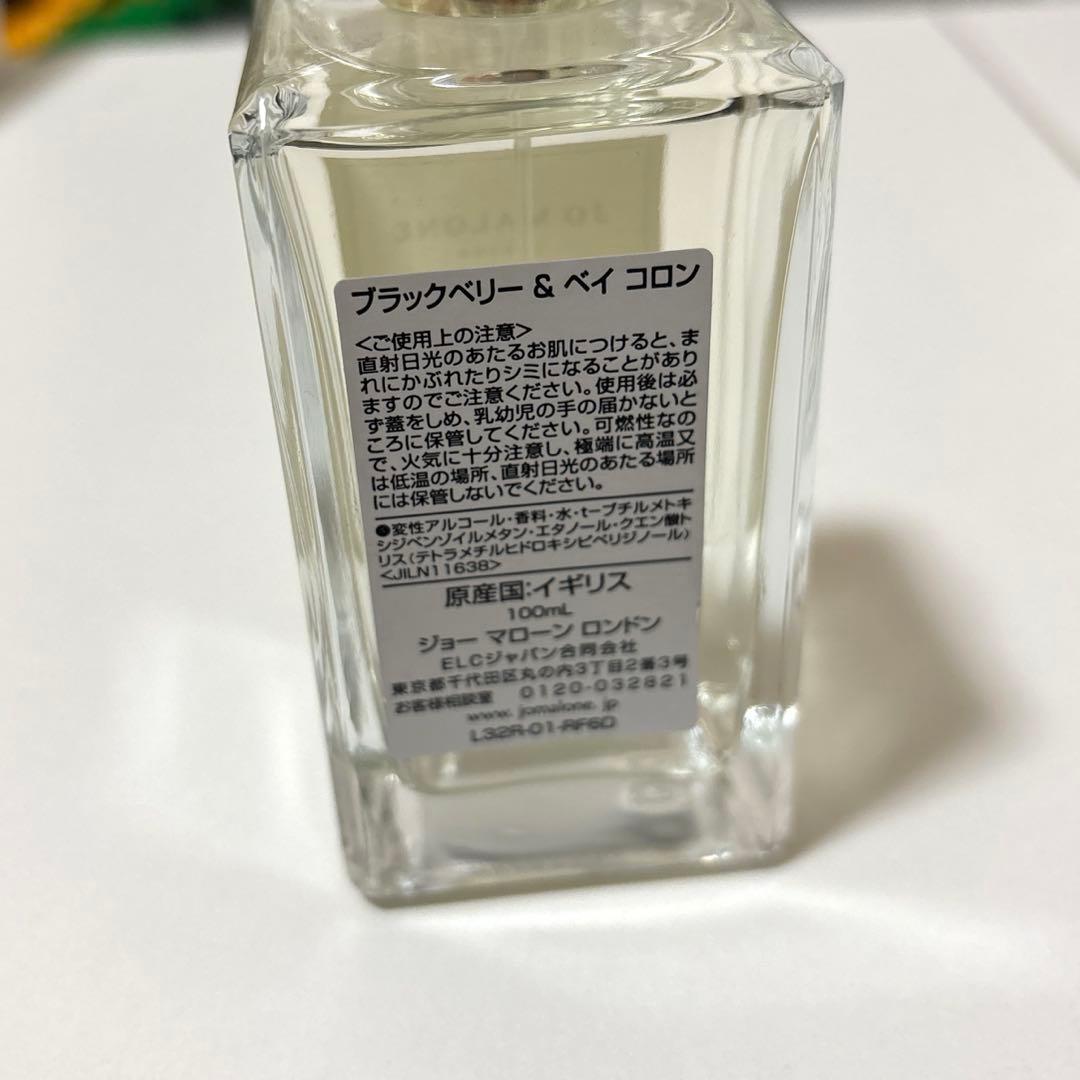 JO MALONE
ブラックベリー & ベイ コロン
<ご使用上の注意>
直射日光のあたるお肌につけると、ま
れにかぶれたりシミになることがあり
ますのでご注意ください。使用後は必
ず蓋をしめ、乳幼児の手の届かないと
ころに保管してください。可燃性なの
で、火気に十分注意し、極端に高温又
は低温の場所、直射日光のあたる場所
には保管しないでください。
●変性アルコール・香料・水・t-ブチルメトキ
シジベンゾイルメタン・エタノール・クエン酸ト
リス(テトラメチルヒドロキシピペリジノール)
<JILN11638>
原産国:イギリス
100mL
ジョー マローン ロンドン
ELCジャパン合同会社
東京都千代田区丸の内3丁目2番3号
お客様相談室 0120-032821
www. jomalone. jp
L32R-01-RF6D